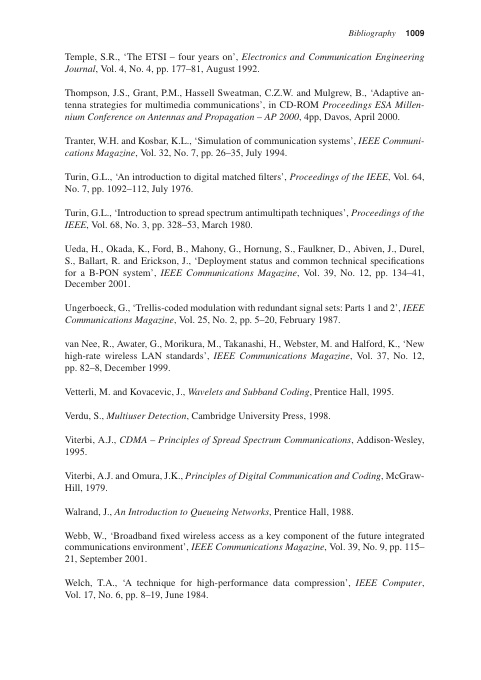 Bibliography 1009
Temple, S.R., ‘The ETSI – four years on’, Electronics and Communication Engineering
Journal, Vol. 4, No. 4, pp. 177–81, August 1992.
Thompson, J.S., Grant, P.M., Hassell Sweatman, C.Z.W. and Mulgrew, B., ‘Adaptive an-
tenna strategies for multimedia communications’, in CD-ROM Proceedings ESA Millen-
nium Conference on Antennas and Propagation – AP 2000, 4pp, Davos, April 2000.
Tranter, W.H. and Kosbar, K.L., ‘Simulation of communication systems’, IEEE Communi-
cations Magazine, Vol. 32, No. 7, pp. 26–35, July 1994.
Turin, G.L., ‘An introduction to digital matched filters’, Proceedings of the IEEE, Vol. 64,
No. 7, pp. 1092–112, July 1976.
Turin, G.L., ‘Introduction to spread spectrum antimultipath techniques’, Proceedings of the
IEEE, Vol. 68, No. 3, pp. 328–53, March 1980.
Ueda, H., Okada, K., Ford, B., Mahony, G., Hornung, S., Faulkner, D., Abiven, J., Durel,
S., Ballart, R. and Erickson, J., ‘Deployment status and common technical specifications
for a B-PON system’, IEEE Communications Magazine, Vol. 39, No. 12, pp. 134–41,
December 2001.
Ungerboeck, G., ‘Trellis-coded modulation with redundant signal sets: Parts 1 and 2’, IEEE
Communications Magazine, Vol. 25, No. 2, pp. 5–20, February 1987.
van Nee, R., Awater, G., Morikura, M., Takanashi, H., Webster, M. and Halford, K., ‘New
high-rate wireless LAN standards’, IEEE Communications Magazine, Vol. 37, No. 12,
pp. 82–8, December 1999.
Vetterli, M. and Kovacevic, J., Wavelets and Subband Coding, Prentice Hall, 1995.
Verdu, S., Multiuser Detection, Cambridge University Press, 1998.
Viterbi, A.J., CDMA – Principles of Spread Spectrum Communications, Addison-Wesley,
1995.
Viterbi, A.J. and Omura, J.K., Principles of Digital Communication and Coding, McGraw-
Hill, 1979.
Walrand, J., An Introduction to Queueing Networks, Prentice Hall, 1988.
Webb, W., ‘Broadband fixed wireless access as a key component of the future integrated
communications environment’, IEEE Communications Magazine, Vol. 39, No. 9, pp. 115–
21, September 2001.
Welch, T.A., ‘A technique for high-performance data compression’, IEEE Computer,
Vol. 17, No. 6, pp. 8–19, June 1984.